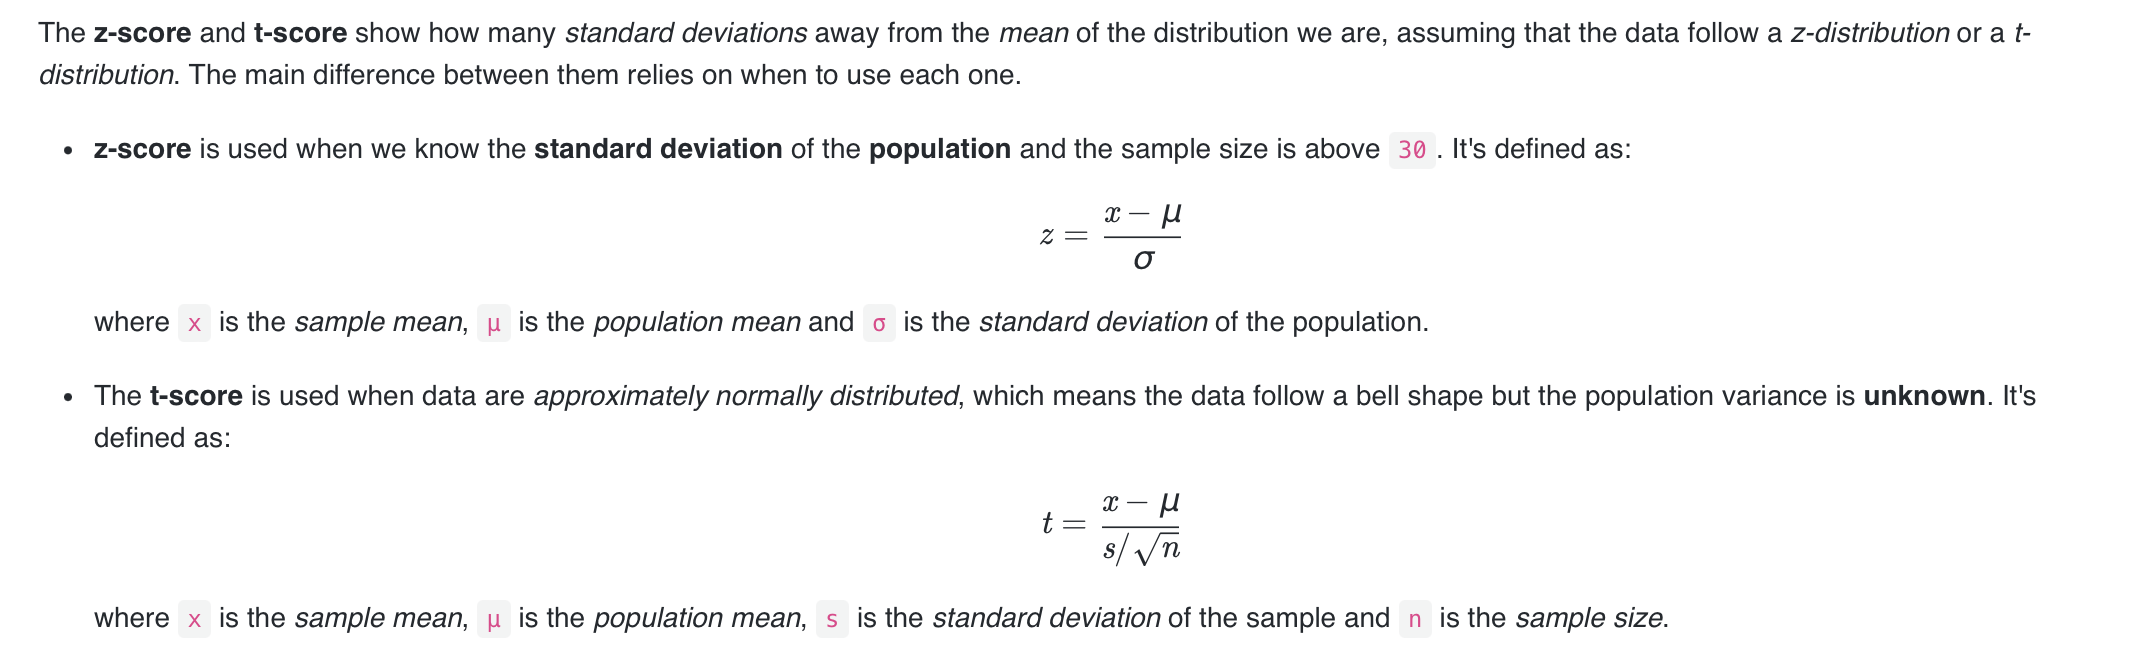 The z-score and t-score show how many standard deviations away from the mean of the distribution we are, assuming that the data follow a z-distribution or a t-
distribution. The main difference between them relies on when to use each one.
• z-score is used when we know the standard deviation of the population and the sample size is above 30 . It's defined as:
z = \frac{x - μ}{σ}
where x is the sample mean, μ is the population mean and σ is the standard deviation of the population.
• The t-score is used when data are approximately normally distributed, which means the data follow a bell shape but the population variance is unknown. It's
defined as:
t = \frac{x - μ}{s/\sqrt{n}}
where x is the sample mean, μ is the population mean, s is the standard deviation of the sample and n is the sample size.